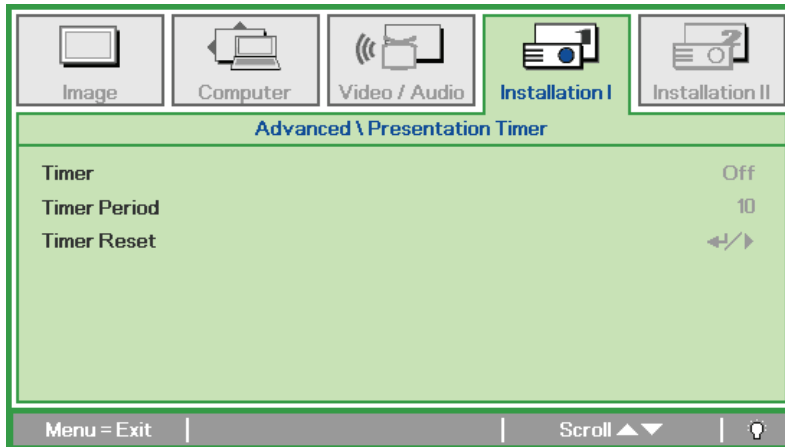 Image Computer Video / Audio Installation I Installation II
Advanced \ Presentation Timer
Timer Off
Timer Period 10
Timer Reset ↵/▶
Menu = Exit Scroll ▲▼